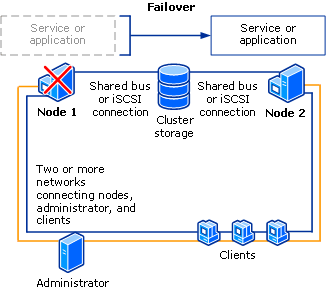 Failover
Service or
application
Service or
application
Node 1
Shared bus
or iSCSI
connection
Cluster
storage
Shared bus
or iSCSI
connection
Node 2
Two or more
networks
connecting nodes,
administrator, and
clients
Clients
Administrator